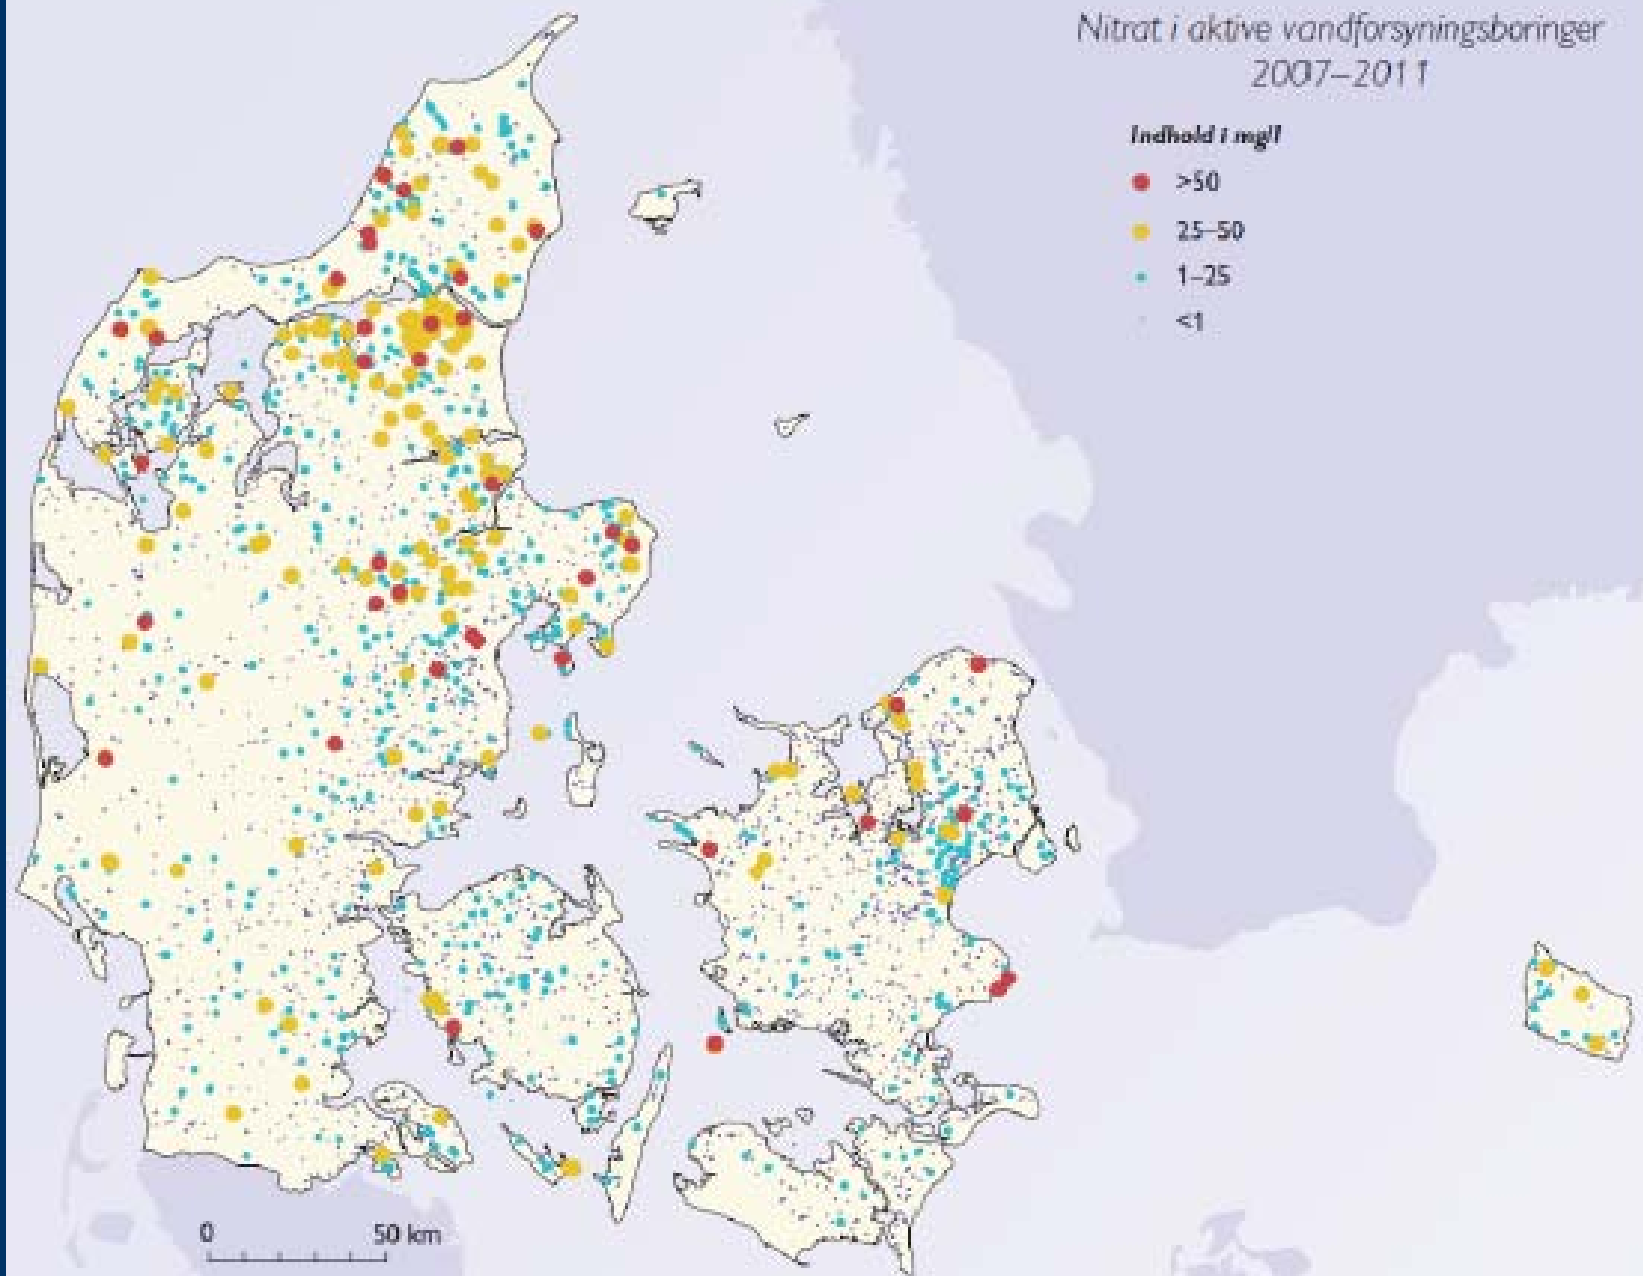 Nitrat i aktive vandforsyningsboringer
2007–2011
Indhold i mg/l
>50
25–50
1–25
<1
0 50 km